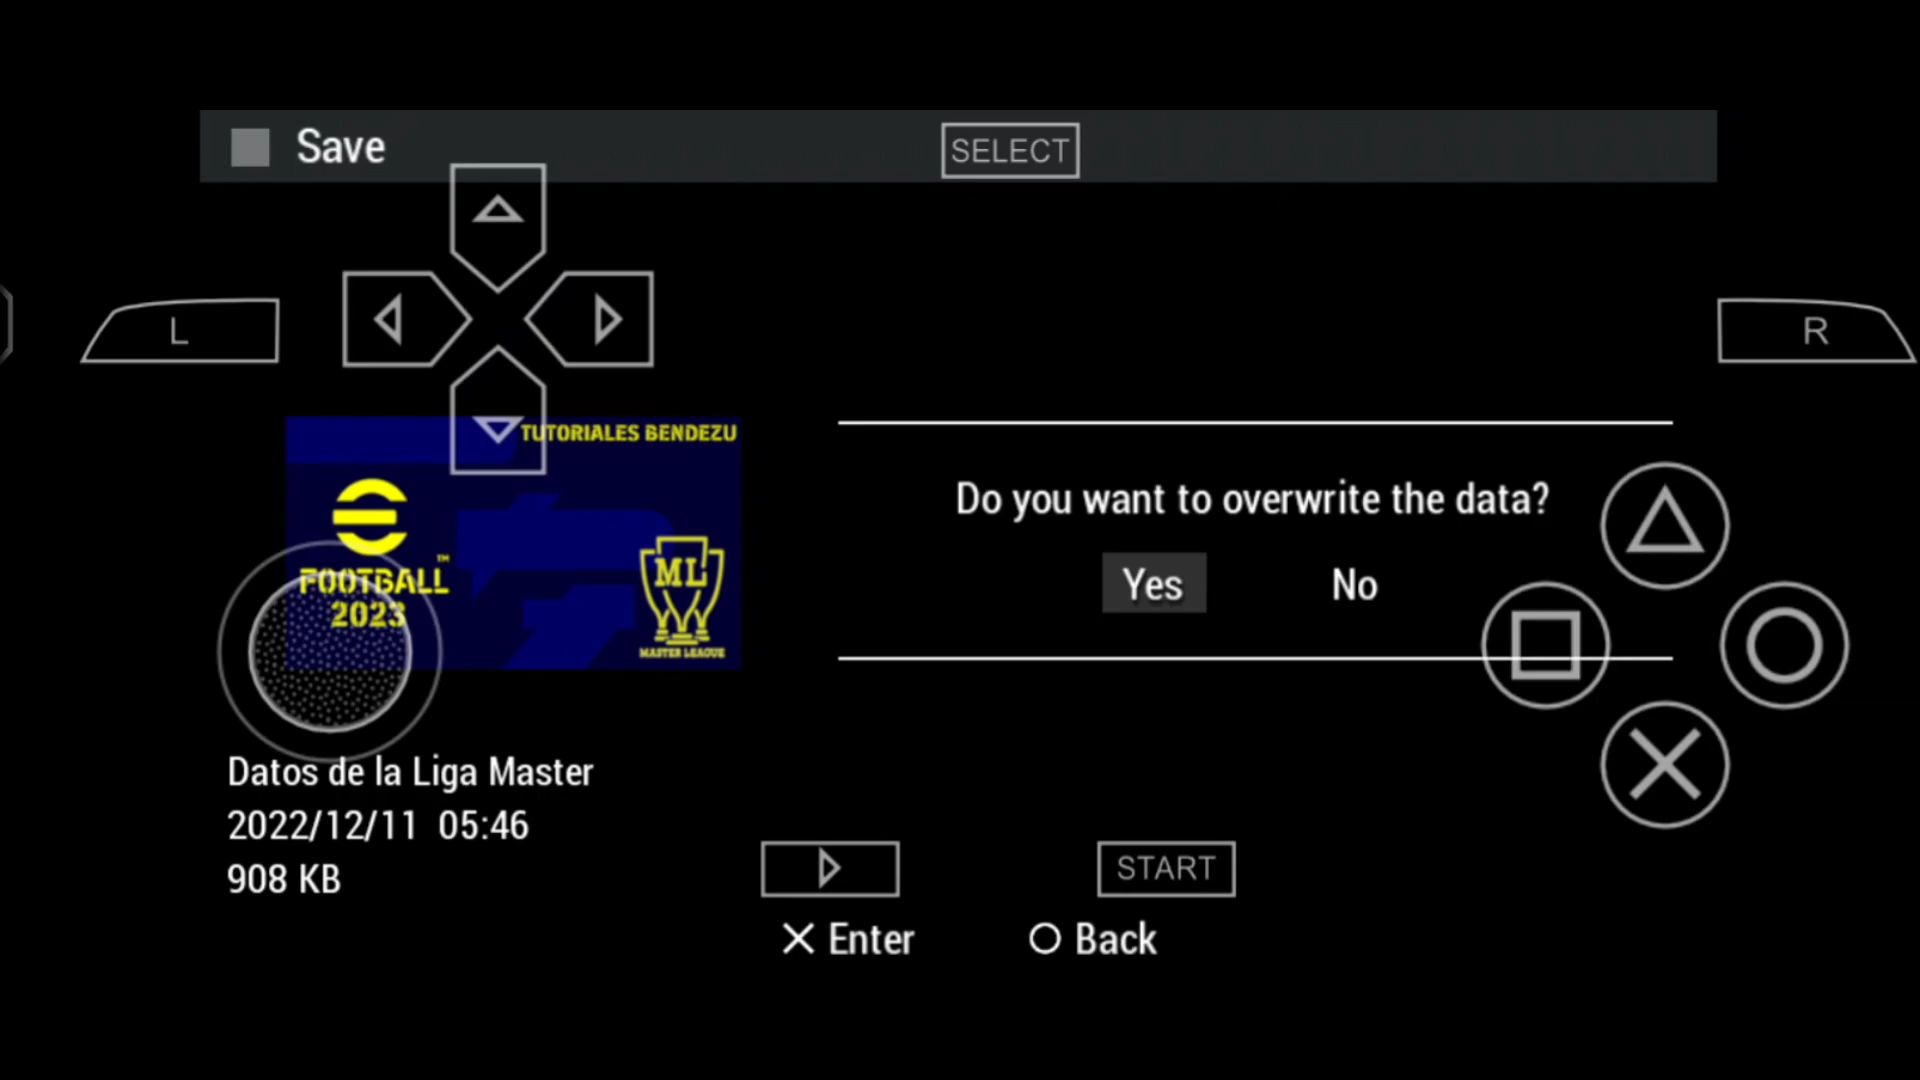 Save
SELECT
L
R
TUTORIALES BENDEZU
FOOTBALL™
2023
ML
MASTER LEAGUE
Do you want to overwrite the data?
Yes No
Datos de la Liga Master
2022/12/11 05:46
908 KB
START
Enter Back